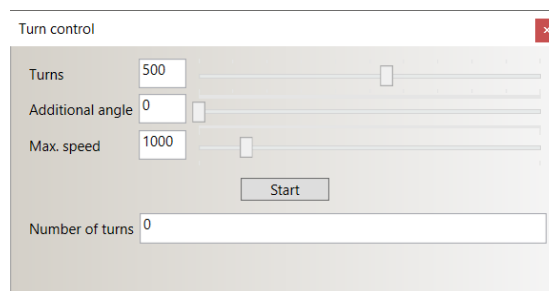 Turn control
Turns 500
Additional angle 0
Max. speed 1000
Start
Number of turns 0